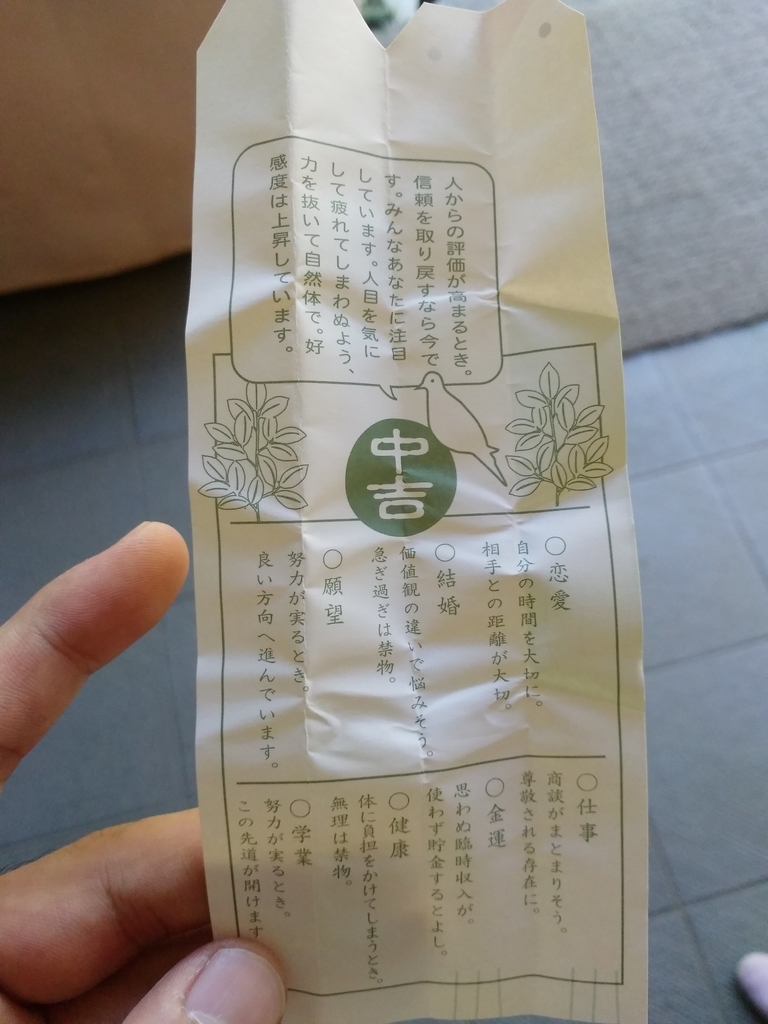 人からの評価が高まるとき。
信頼を取り戻すなら今で
す。みんなあなたに注目
しています。人目を気に
して疲れてしまわぬよう、
力を抜いて自然体で。好
感度は上昇しています。
中吉
○恋愛
自分の時間を大切に。
相手との距離が大切。
○結婚
価値観の違いで悩みそう。
急ぎ過ぎは禁物。
○願望
努力が実るとき。
良い方向へ進んでいます。
○仕事
商談がまとまりそう。
尊敬される存在に。
○金運
思わぬ臨時収入が。
使わず貯金するとよし。
○健康
体に負担をかけてしまうとき。
無理は禁物。
○学業
努力が実るとき。
この先道が開けます